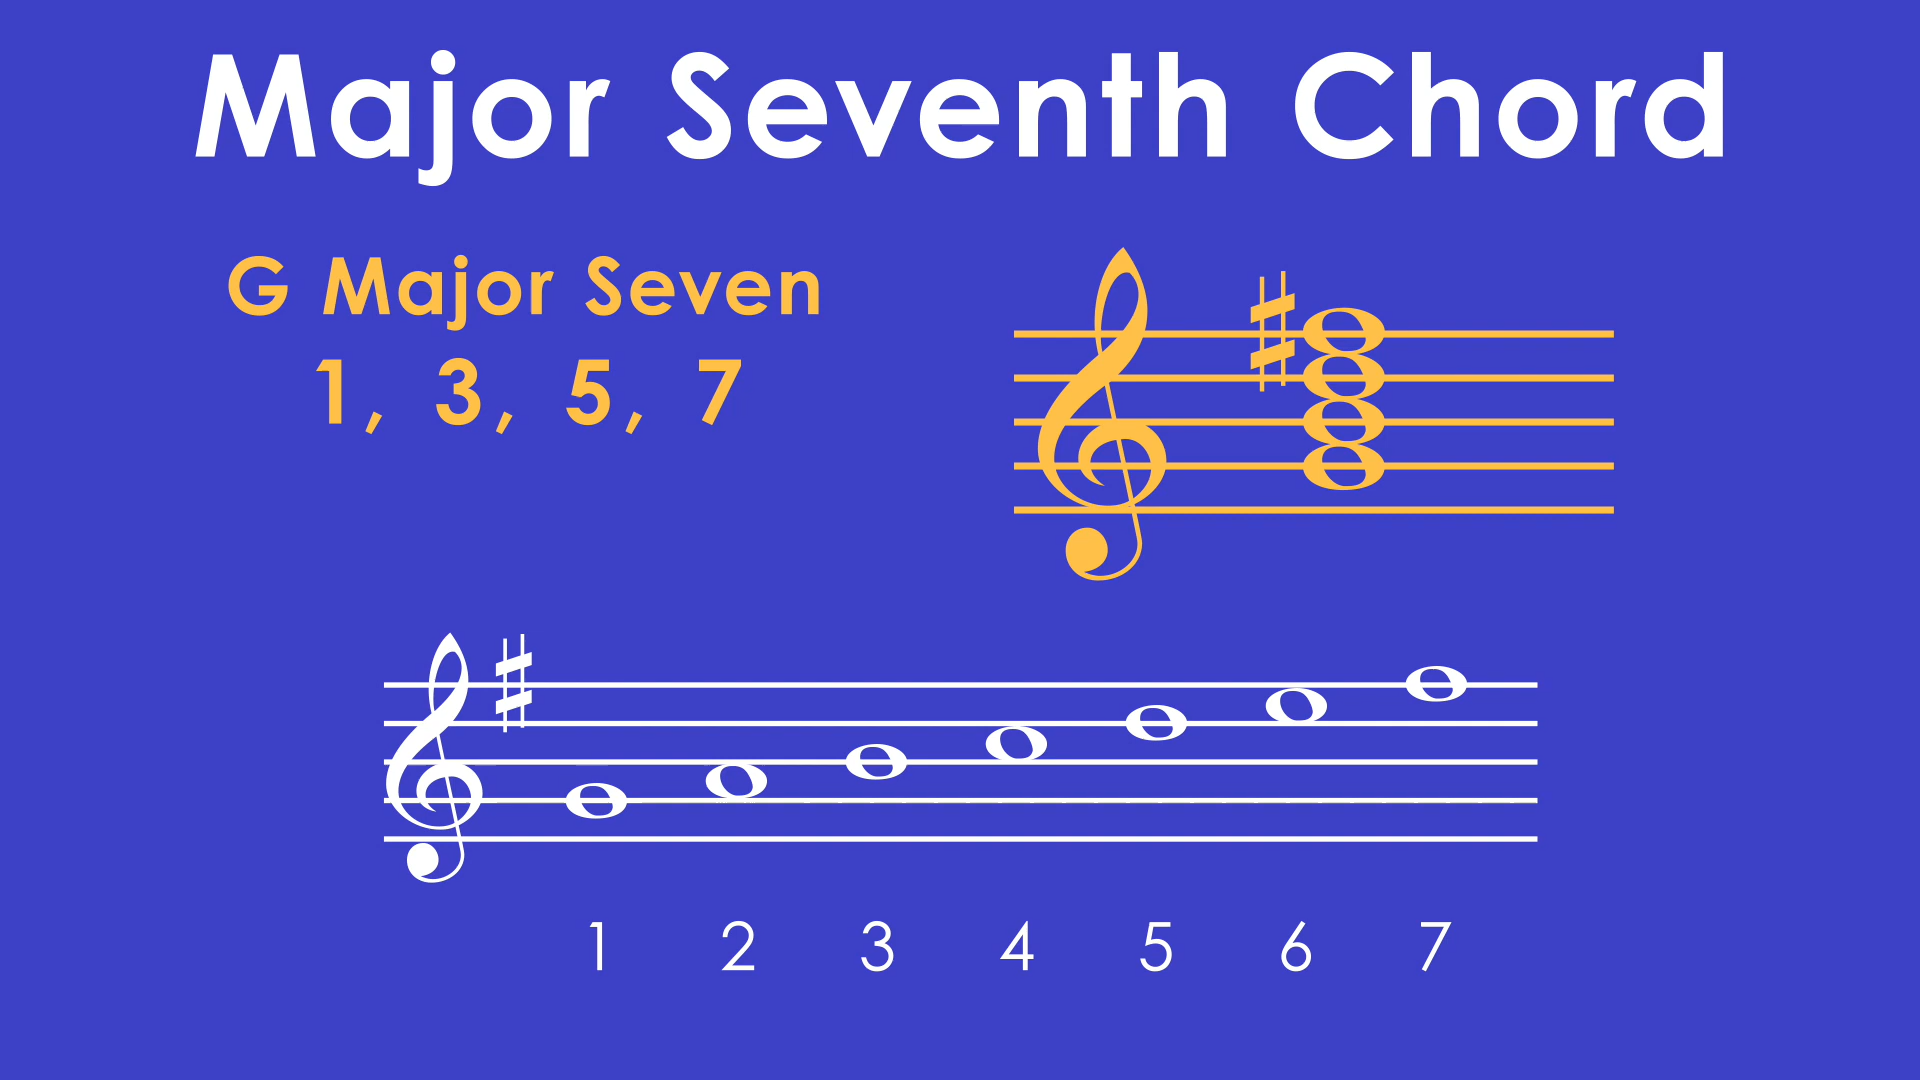 Major Seventh Chord
G Major Seven
1, 3, 5, 7
1 2 3 4 5 6 7